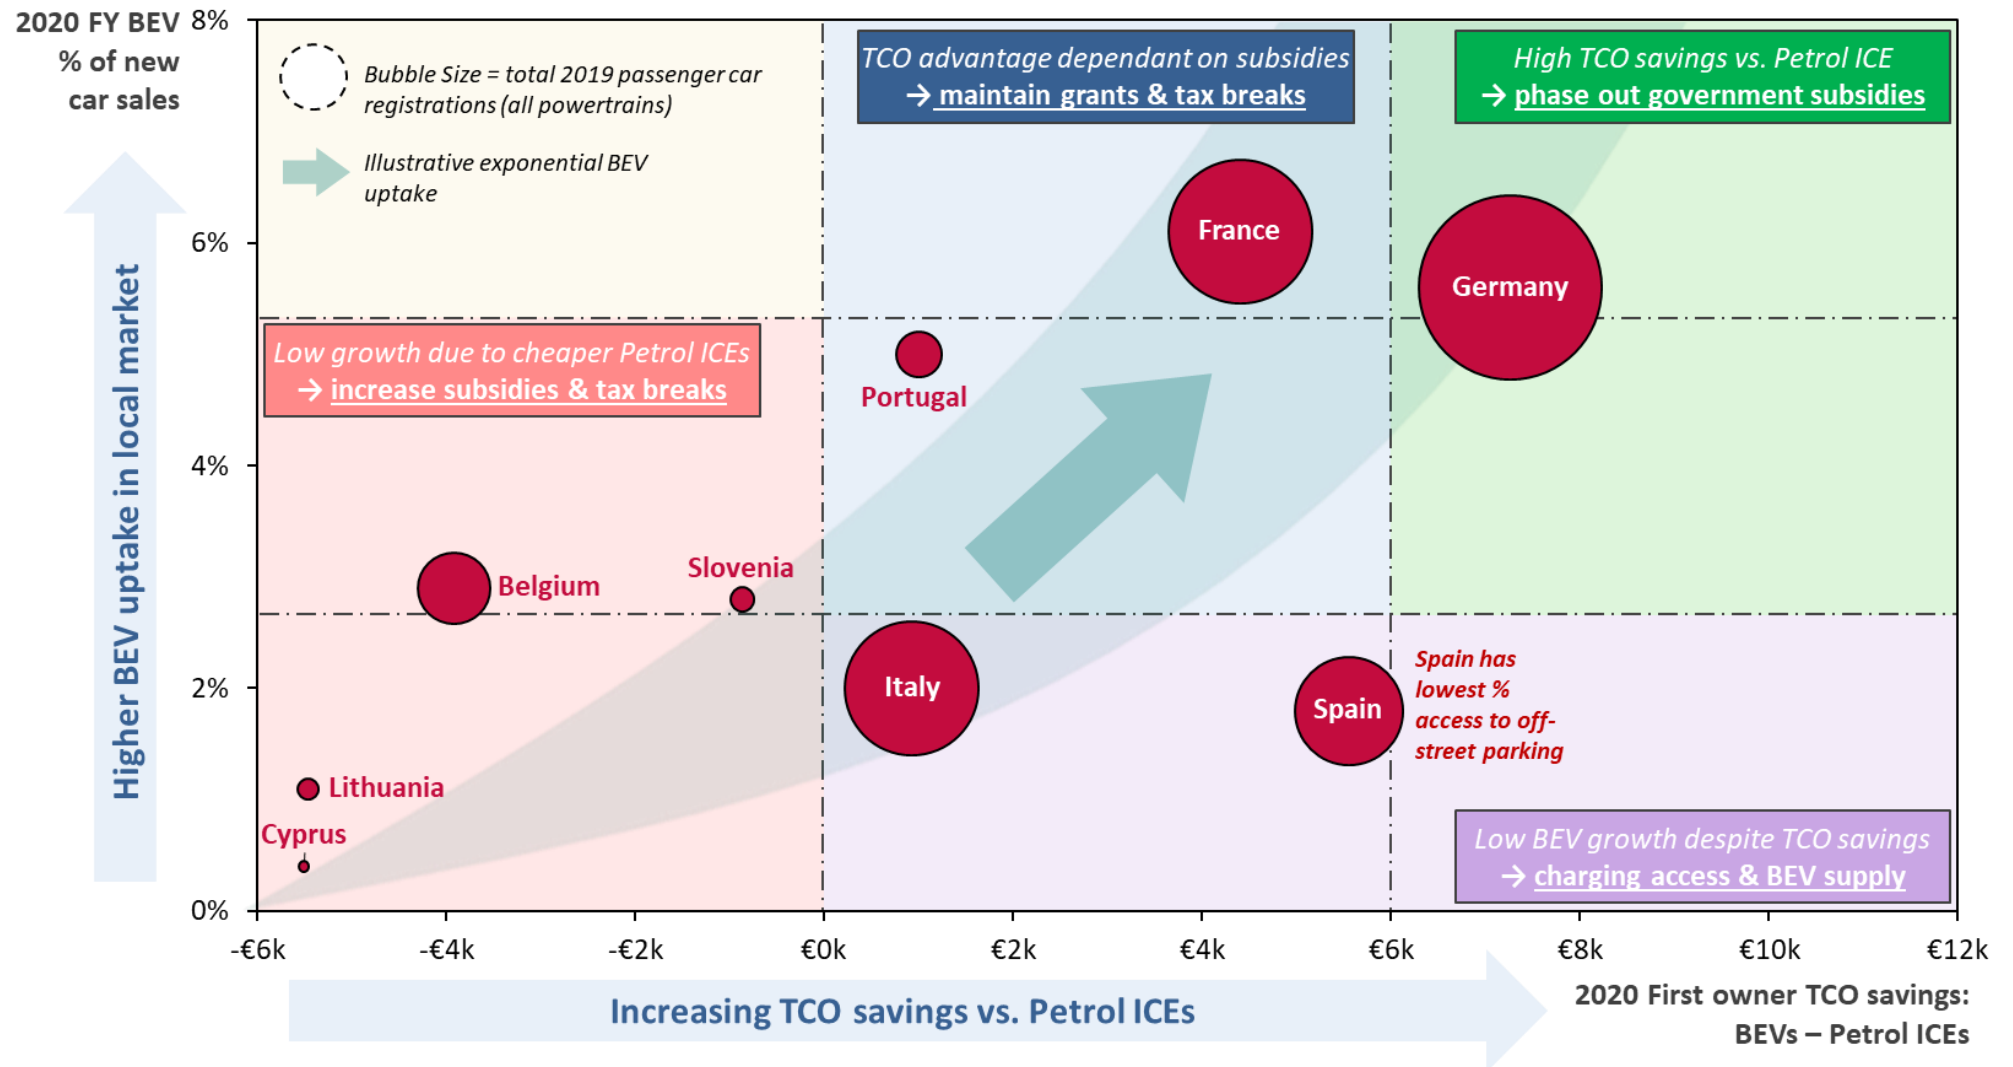 2020 FY BEV
% of new
car sales
8%
6%
4%
2%
0%
Higher BEV uptake in local market
Bubble Size = total 2019 passenger car
registrations (all powertrains)
Illustrative exponential BEV
uptake
TCO advantage dependant on subsidies
→ maintain grants & tax breaks
High TCO savings vs. Petrol ICE
→ phase out government subsidies
France
Germany
Low growth due to cheaper Petrol ICEs
→ increase subsidies & tax breaks
Portugal
Slovenia
Belgium
Italy
Spain
Spain has
lowest %
access to off-
street parking
Lithuania
Cyprus
Low BEV growth despite TCO savings
→ charging access & BEV supply
-€6k
-€4k
-€2k
€0k
€2k
€4k
€6k
€8k
€10k
€12k
Increasing TCO savings vs. Petrol ICEs
2020 First owner TCO savings:
BEVs – Petrol ICEs